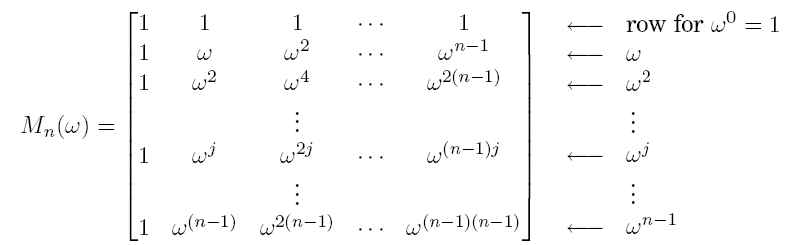 1 1 1 ⋯ 1 ⟵ row for ω^0 = 1
1 ω ω^2 ⋯ ω^{n−1} ⟵ ω
1 ω^2 ω^4 ⋯ ω^{2(n−1)} ⟵ ω^2
M_n(ω) = ⋮ ⋮
1 ω^j ω^{2j} ⋯ ω^{(n−1)j} ⟵ ω^j
⋮ ⋮
1 ω^{(n−1)} ω^{2(n−1)} ⋯ ω^{(n−1)(n−1)} ⟵ ω^{n−1}